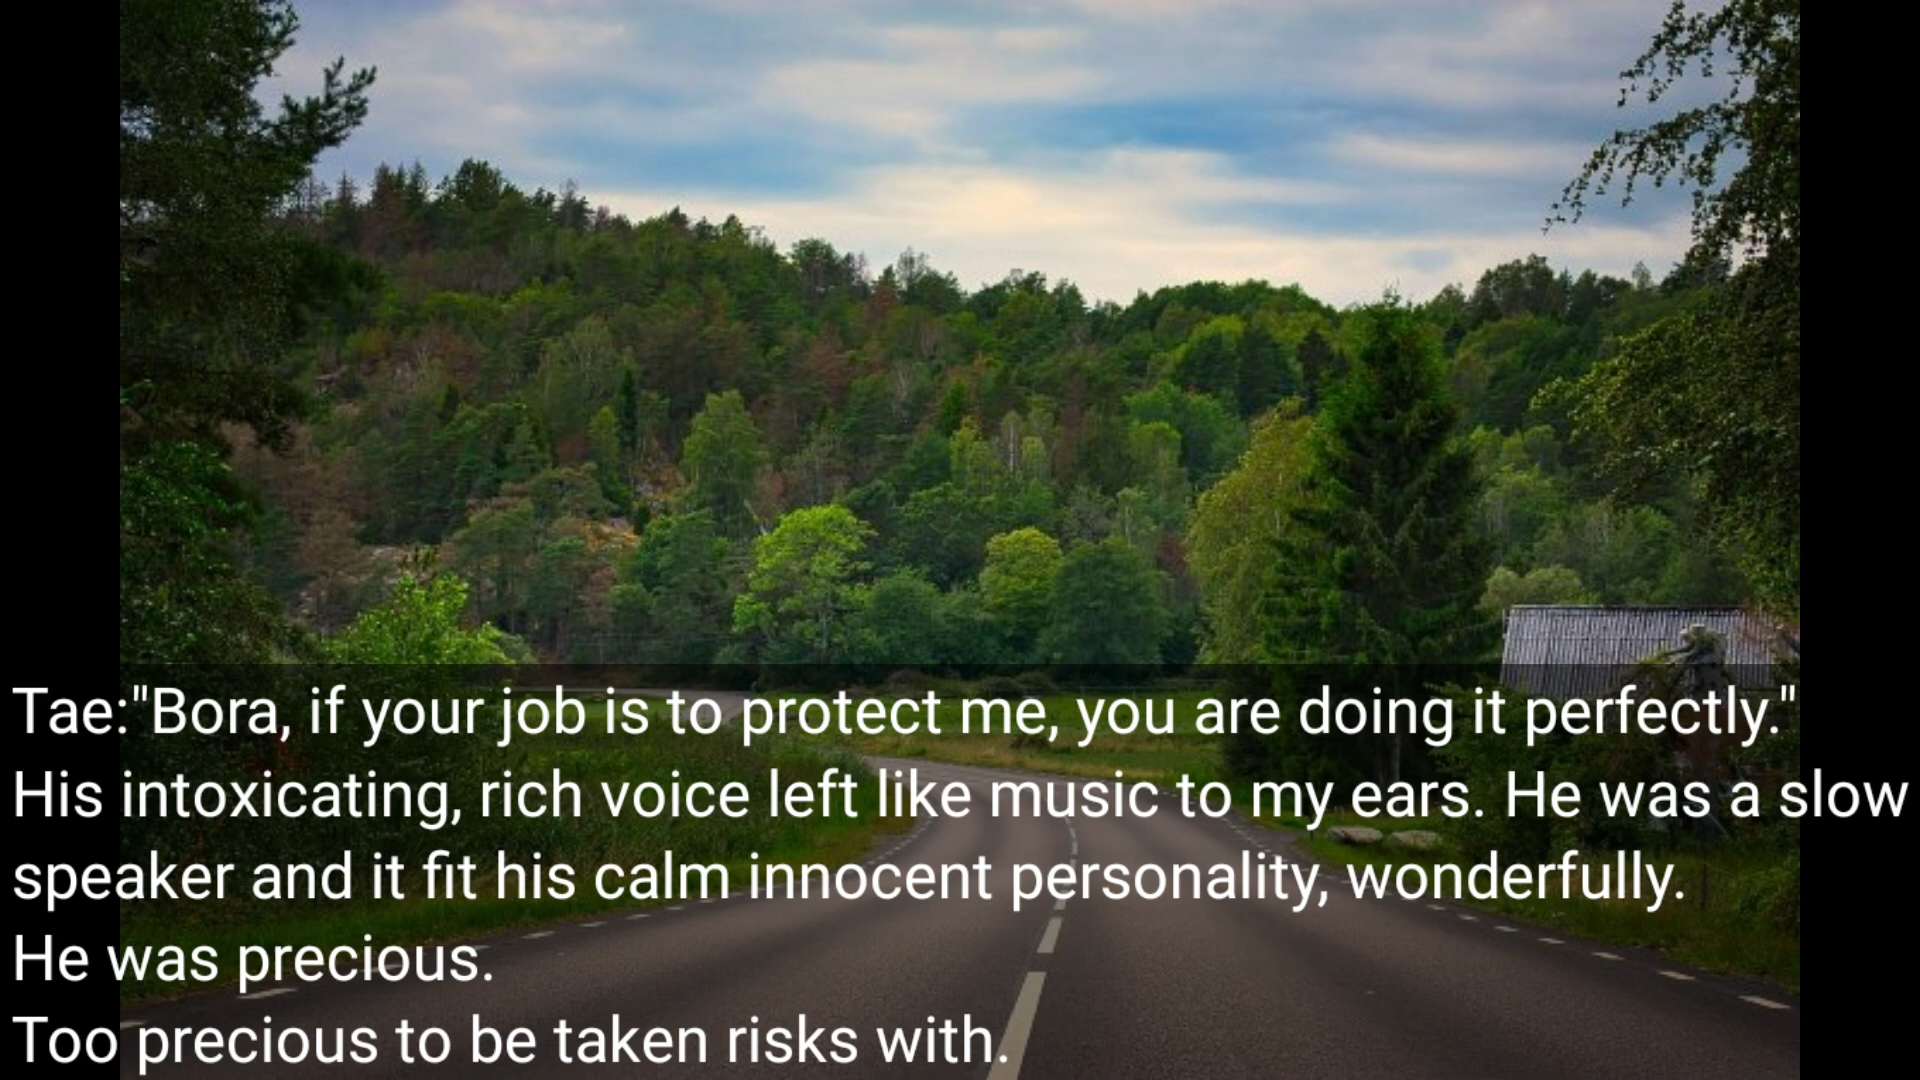 Tae:"Bora, if your job is to protect me, you are doing it perfectly."
His intoxicating, rich voice left like music to my ears. He was a slow
speaker and it fit his calm innocent personality, wonderfully.
He was precious.
Too precious to be taken risks with.